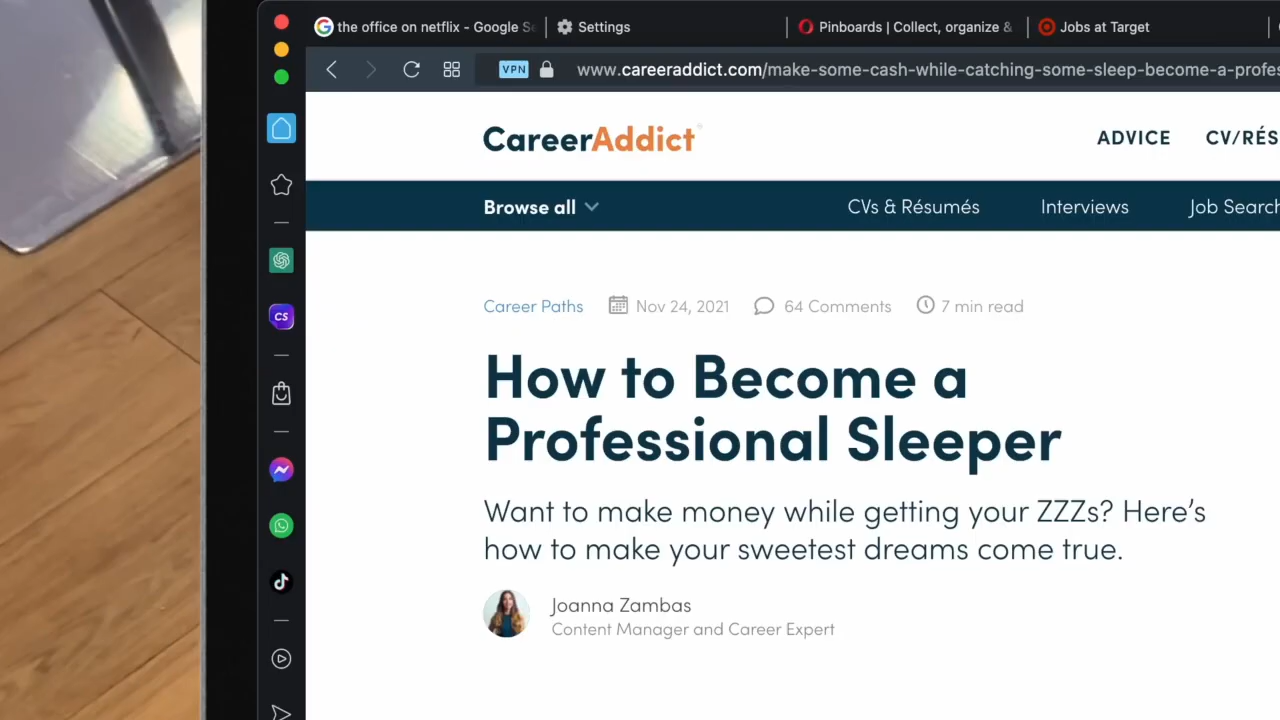 the office on netflix - Google Se
Settings
Pinboards | Collect, organize &
Jobs at Target
VPN
www.careeraddict.com/make-some-cash-while-catching-some-sleep-become-a-profes
CareerAddict
ADVICE
CV/RÉS
Browse all
CVs & Résumés
Interviews
Job Search
CS
Career Paths
Nov 24, 2021
64 Comments
7 min read
How to Become a
Professional Sleeper
Want to make money while getting your ZZZs? Here's
how to make your sweetest dreams come true.
Joanna Zambas
Content Manager and Career Expert